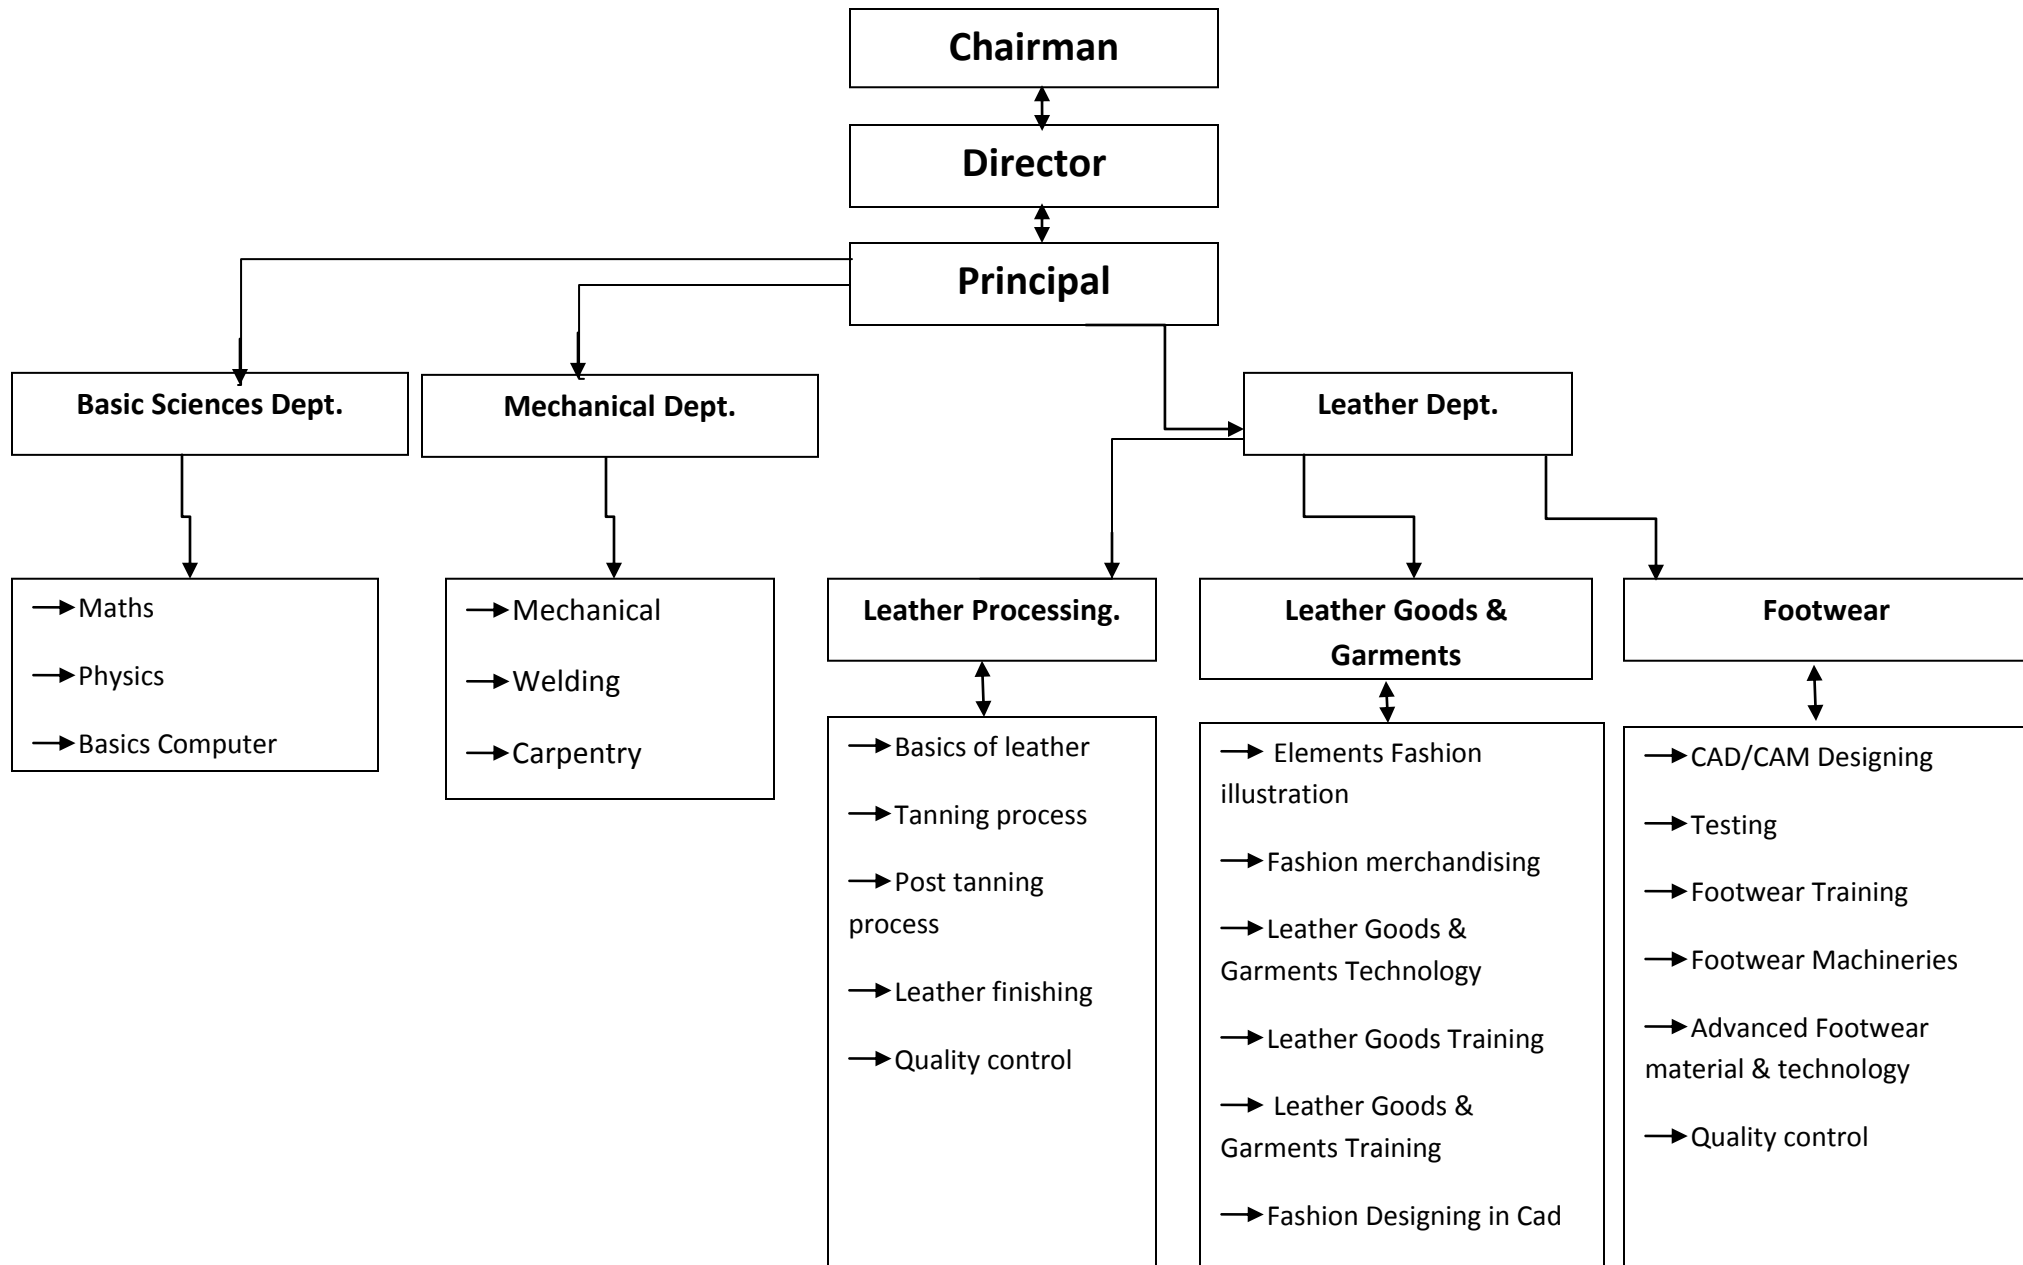 Chairman
Director
Principal
Basic Sciences Dept.
Mechanical Dept.
Leather Dept.
Maths
Physics
Basics Computer
Mechanical
Welding
Carpentry
Leather Processing.
Basics of leather
Tanning process
Post tanning
process
Leather finishing
Quality control
Leather Goods &
Garments
Elements Fashion
illustration
Fashion merchandising
Leather Goods &
Garments Technology
Leather Goods Training
Leather Goods &
Garments Training
Fashion Designing in Cad
Footwear
CAD/CAM Designing
Testing
Footwear Training
Footwear Machineries
Advanced Footwear
material & technology
Quality control